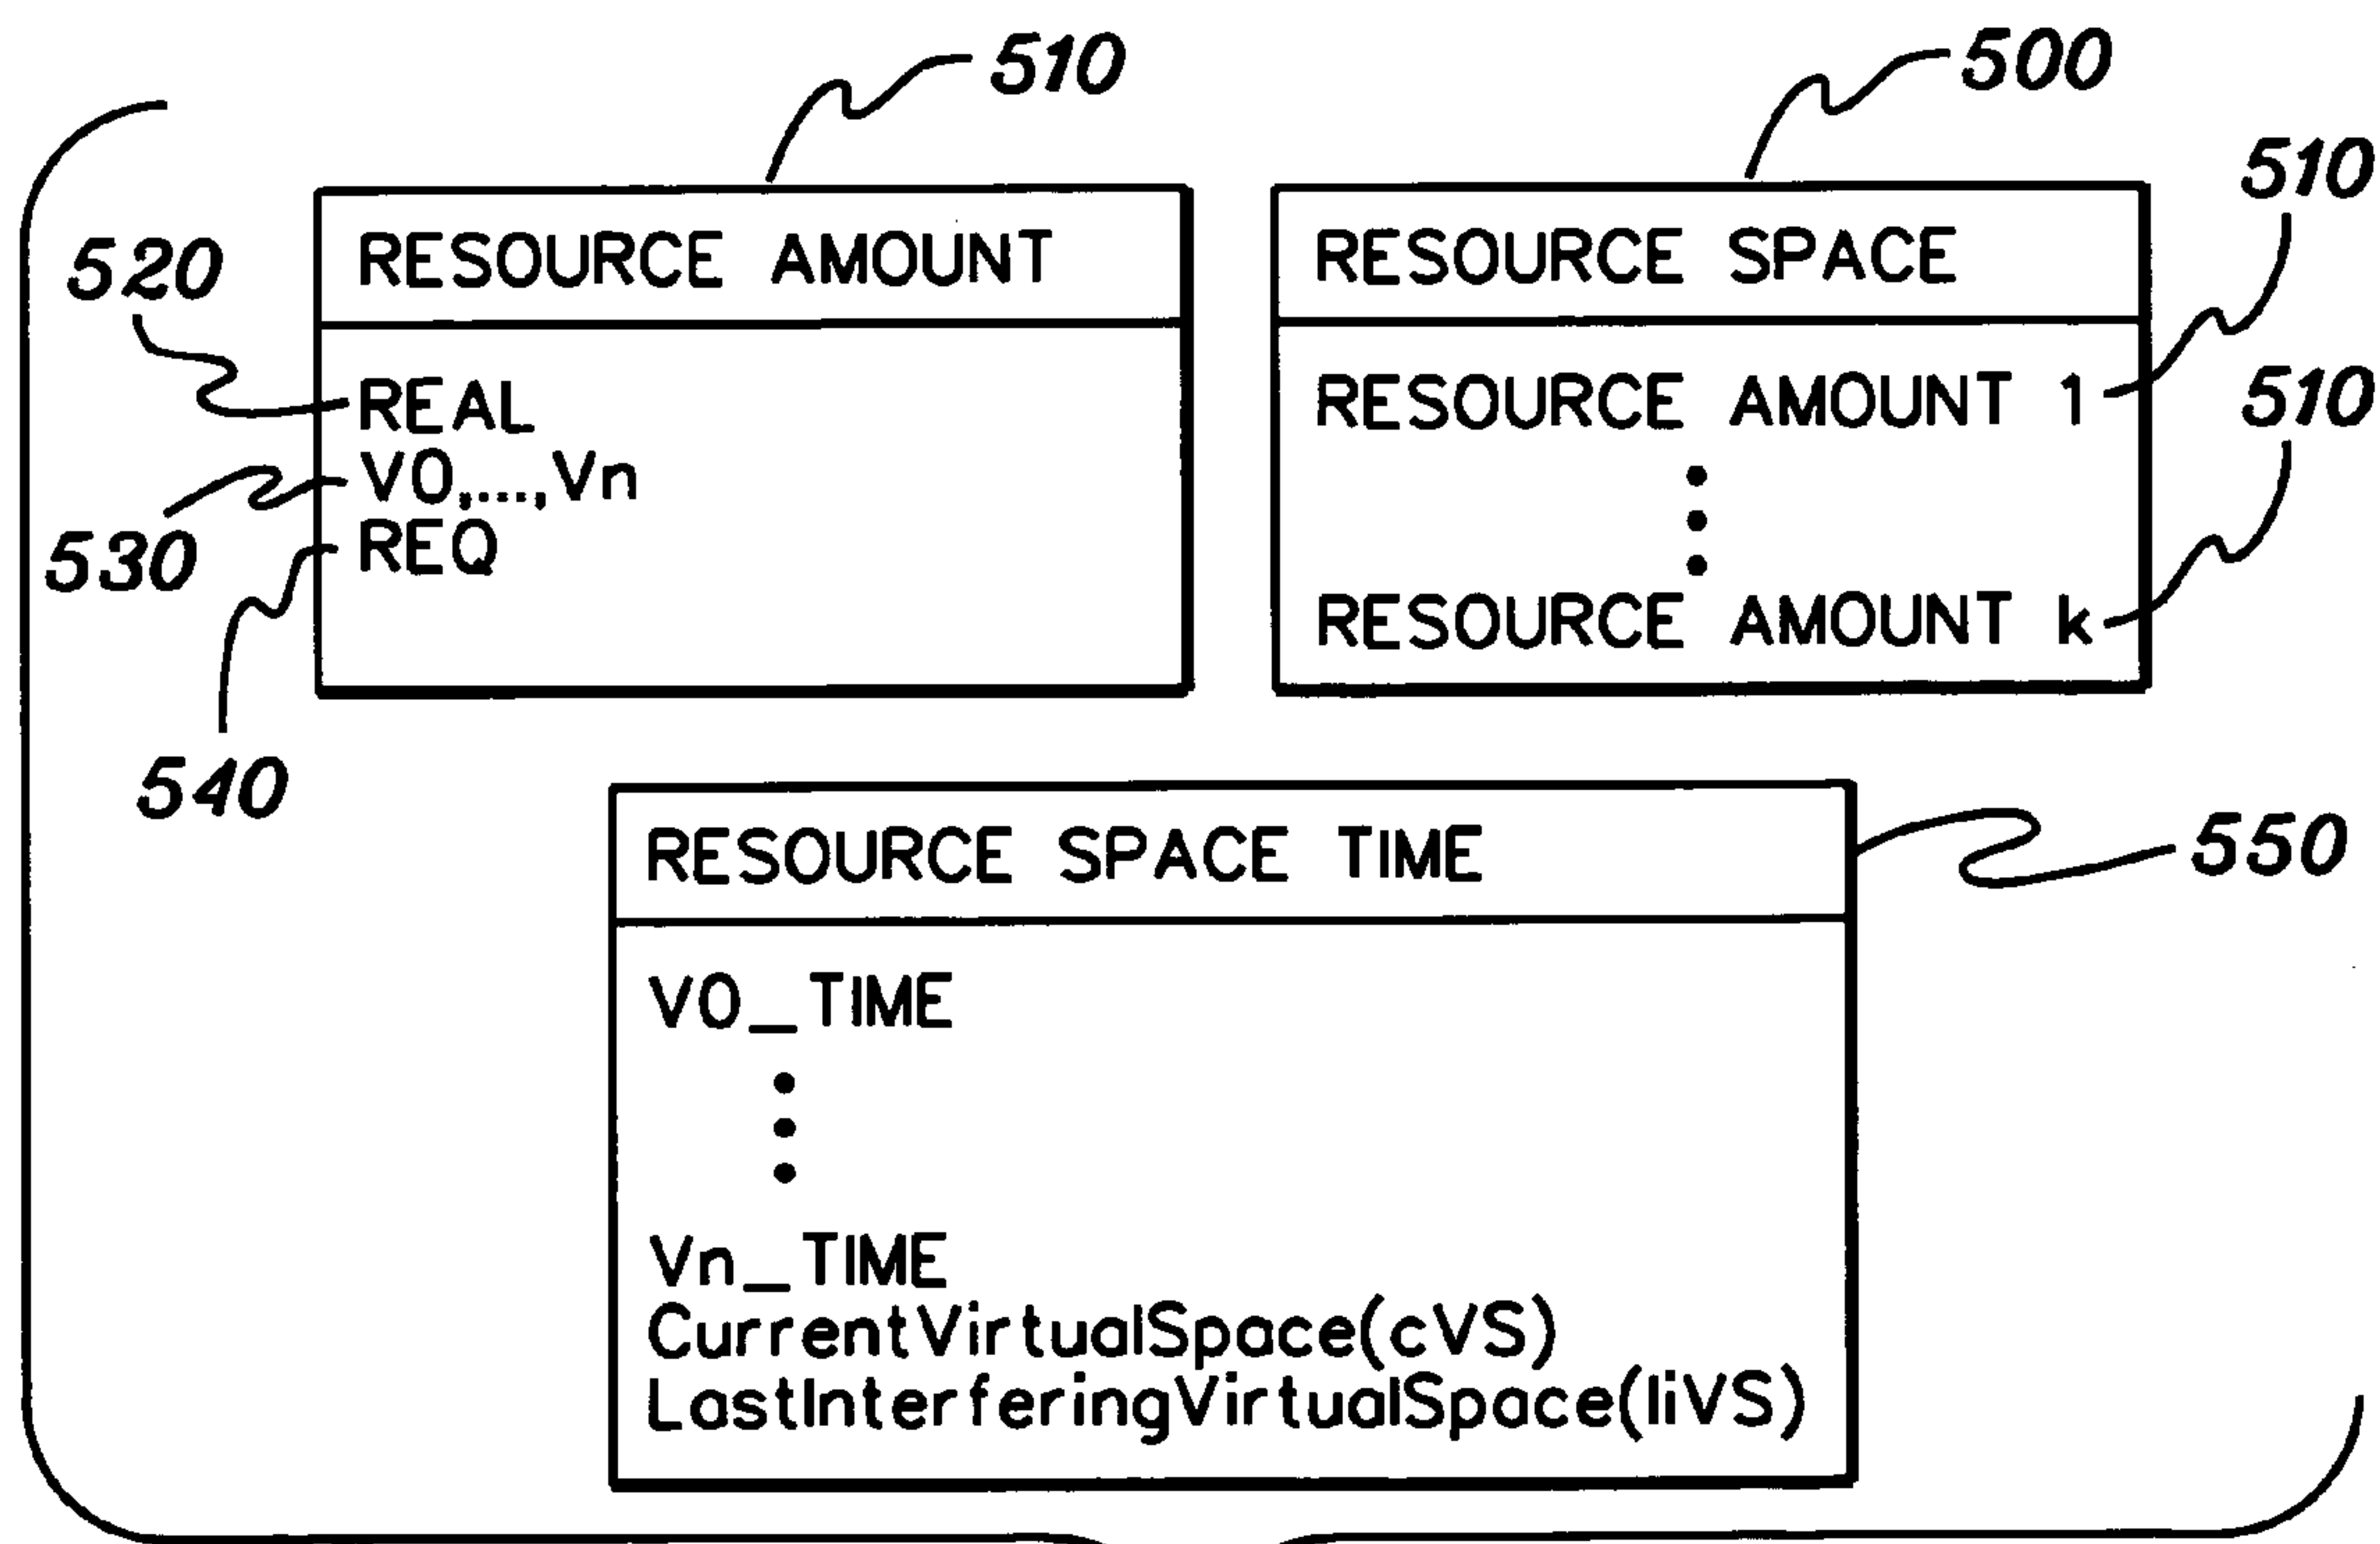 510
500
510
520
RESOURCE AMOUNT
REAL
V0,...,Vn
REQ
530
540
RESOURCE SPACE
RESOURCE AMOUNT 1
510
RESOURCE AMOUNT k
RESOURCE SPACE TIME
550
V0_TIME
Vn_TIME
CurrentVirtualSpace(cVS)
LastInterferingVirtualSpace(liVS)